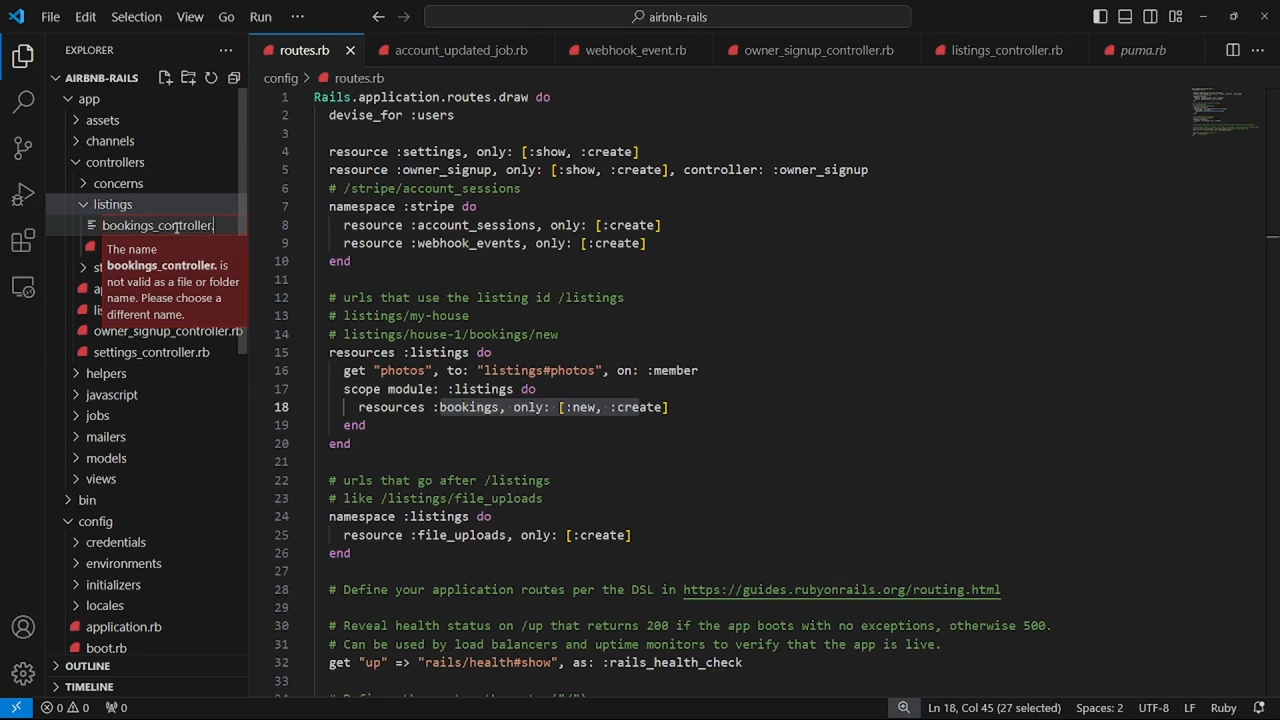 File Edit Selection View Go Run ··· airbnb-rails
EXPLORER ···
AIRBNB-RAILS
app
assets
channels
controllers
concerns
listings
bookings_controller.
The name
bookings_controller. is
not valid as a file or folder
name. Please choose a
different name.
owner_signup_controller.rb
settings_controller.rb
helpers
javascript
jobs
mailers
models
views
bin
config
credentials
environments
initializers
locales
application.rb
boot.rb
OUTLINE
TIMELINE
routes.rb account_updated_job.rb webhook_event.rb owner_signup_controller.rb listings_controller.rb puma.rb
config > routes.rb
1 Rails.application.routes.draw do
2 devise_for :users
3
4 resource :settings, only: [:show, :create]
5 resource :owner_signup, only: [:show, :create], controller: :owner_signup
6 # /stripe/account_sessions
7 namespace :stripe do
8 resource :account_sessions, only: [:create]
9 resource :webhook_events, only: [:create]
10 end
11
12 # urls that use the listing id /listings
13 # listings/my-house
14 # listings/house-1/bookings/new
15 resources :listings do
16 get "photos", to: "listings#photos", on: :member
17 scope module: :listings do
18 resources :bookings, only: [:new, :create]
19 end
20 end
21
22 # urls that go after /listings
23 # like /listings/file_uploads
24 namespace :listings do
25 resource :file_uploads, only: [:create]
26 end
27
28 # Define your application routes per the DSL in https://guides.rubyonrails.org/routing.html
29
30 # Reveal health status on /up that returns 200 if the app boots with no exceptions, otherwise 500.
31 # Can be used by load balancers and uptime monitors to verify that the app is live.
32 get "up" => "rails/health#show", as: :rails_health_check
33
0 0 0 Ln 18, Col 45 (27 selected) Spaces: 2 UTF-8 LF Ruby